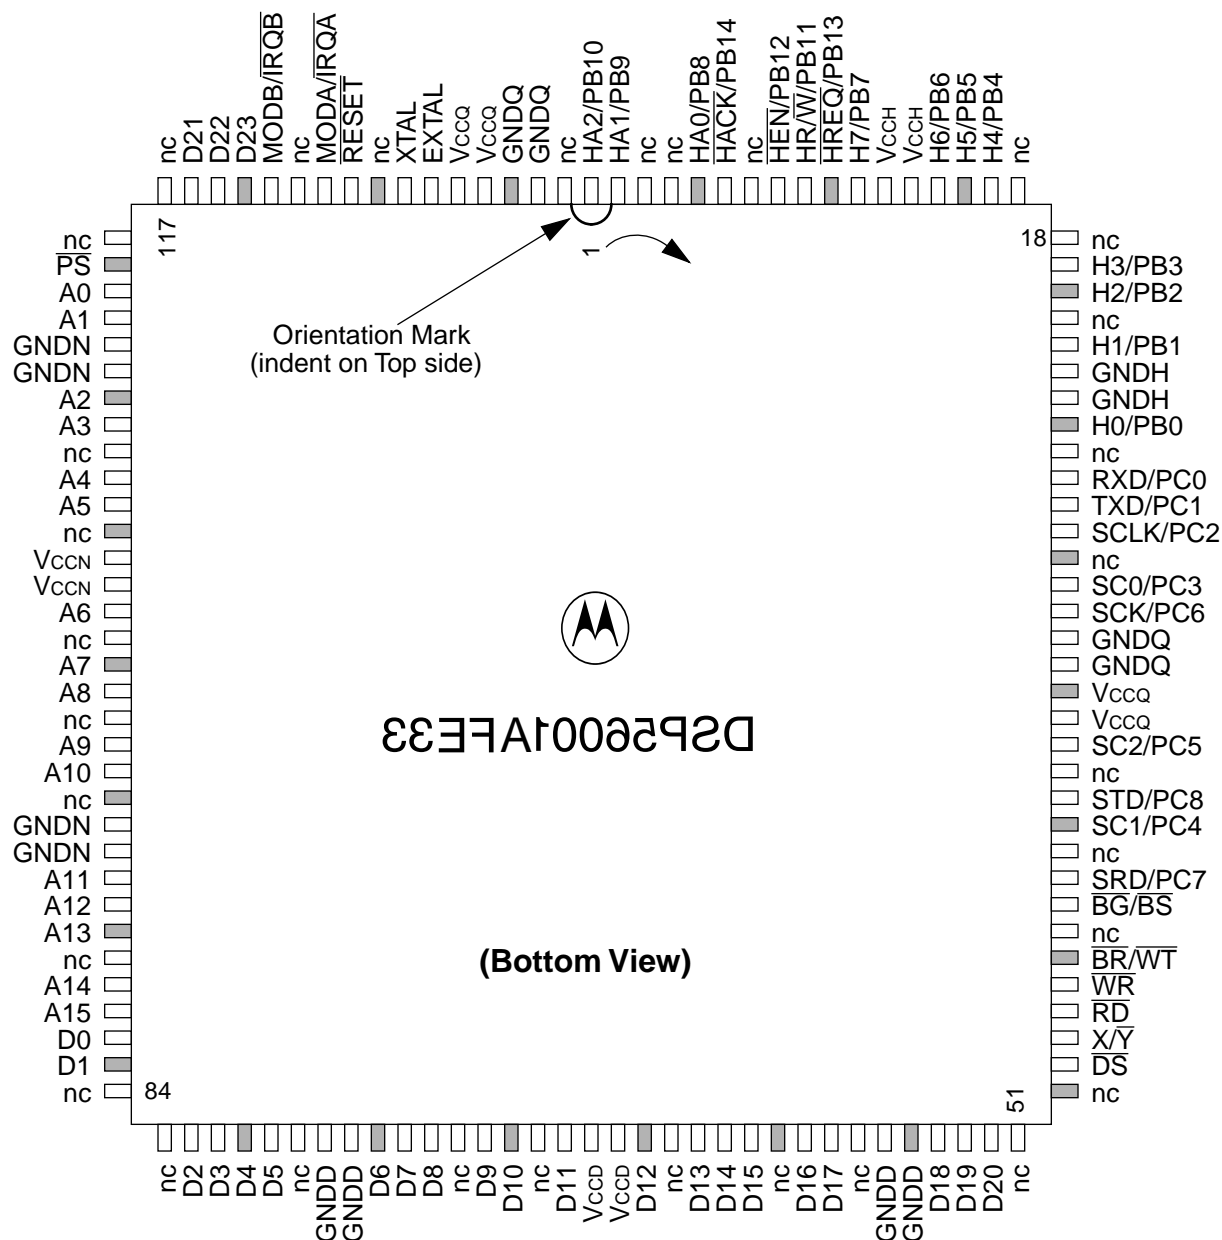 nc
D21
D22
D23
MODB/IRQB
nc
MODA/IRQA
RESET
nc
XTAL
EXTAL
VCCQ
VCCQ
GNDQ
GNDQ
nc
HA2/PB10
HA1/PB9
nc
nc
HA0/PB8
HACK/PB14
nc
HEN/PB12
HR/W/PB11
HREQ/PB13
H7/PB7
VCCH
VCCH
H6/PB6
H5/PB5
H4/PB4
nc
117
1
18
Orientation Mark
(indent on Top side)
nc
PS
A0
A1
GNDN
GNDN
A2
A3
nc
A4
A5
nc
VCCN
VCCN
A6
nc
A7
A8
nc
A9
A10
nc
GNDN
GNDN
A11
A12
A13
nc
A14
A15
D0
D1
nc
nc
H3/PB3
H2/PB2
nc
H1/PB1
GNDH
GNDH
H0/PB0
nc
RXD/PC0
TXD/PC1
SCLK/PC2
nc
SC0/PC3
SCK/PC6
GNDQ
GNDQ
VCCQ
VCCQ
SC2/PC5
nc
STD/PC8
SC1/PC4
nc
SRD/PC7
BG/BS
nc
BR/WT
WR
RD
X/Y
DS
nc
DSP56001AFE33
(Bottom View)
84
51
nc
D2
D3
D4
D5
nc
GNDD
GNDD
D6
D7
D8
nc
D9
D10
nc
D11
VCCD
VCCD
D12
nc
D13
D14
D15
nc
D16
D17
nc
GNDD
GNDD
D18
D19
D20
nc